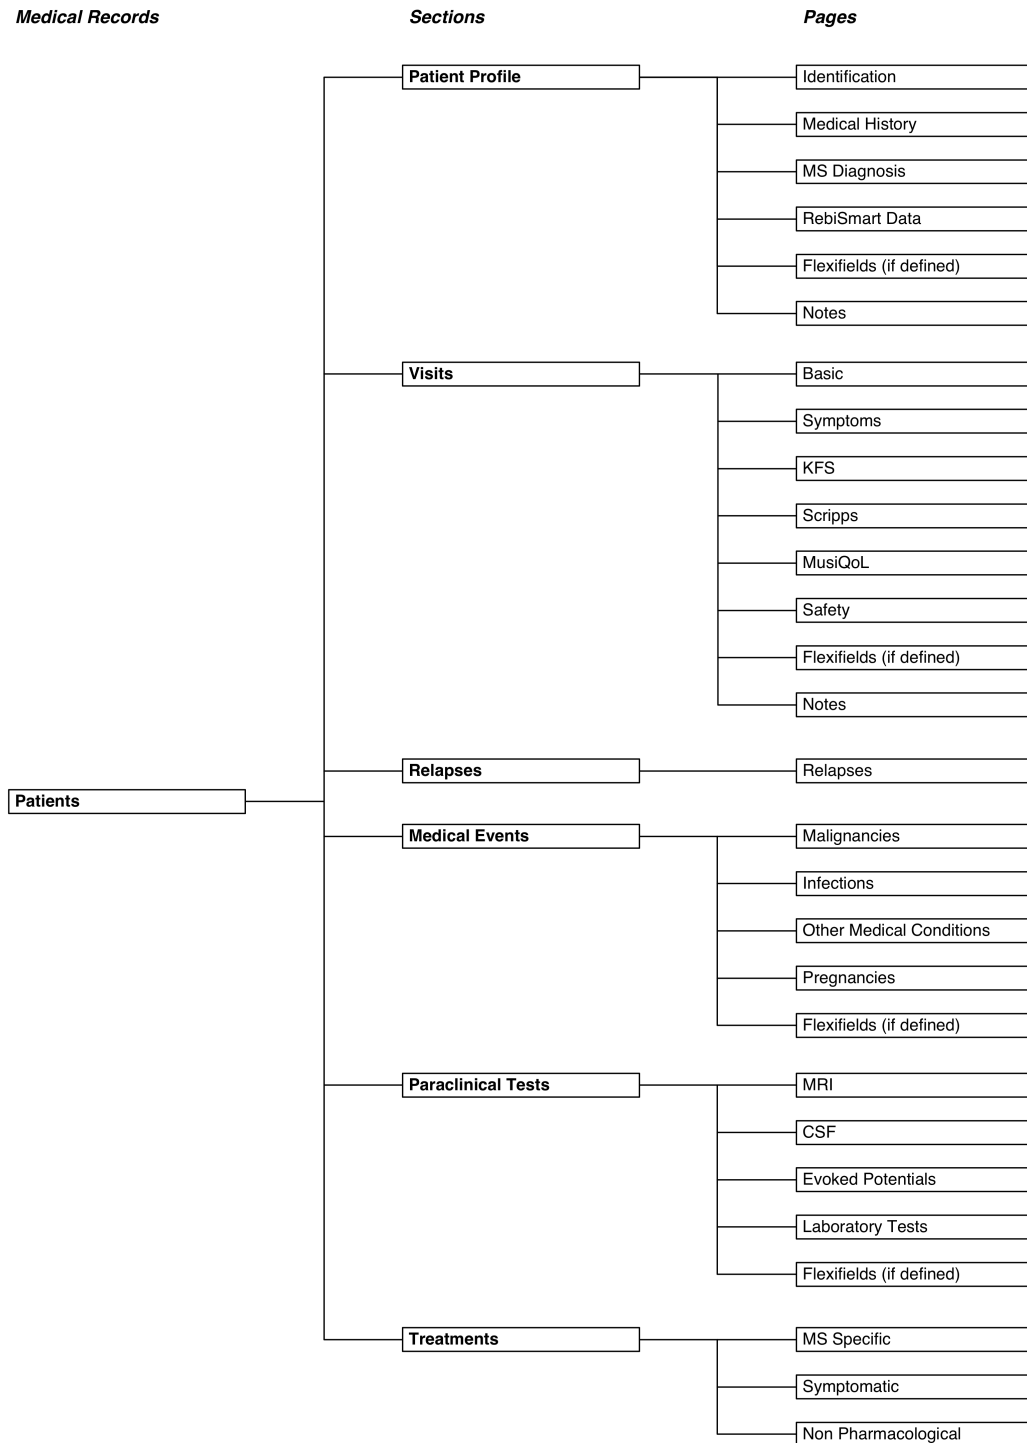 Medical Records
Sections
Pages
Patient Profile
Identification
Medical History
MS Diagnosis
RebiSmart Data
Flexifields (if defined)
Notes
Visits
Basic
Symptoms
KFS
Scripps
MusiQoL
Safety
Flexifields (if defined)
Notes
Relapses
Relapses
Patients
Medical Events
Malignancies
Infections
Other Medical Conditions
Pregnancies
Flexifields (if defined)
Paraclinical Tests
MRI
CSF
Evoked Potentials
Laboratory Tests
Flexifields (if defined)
Treatments
MS Specific
Symptomatic
Non Pharmacological